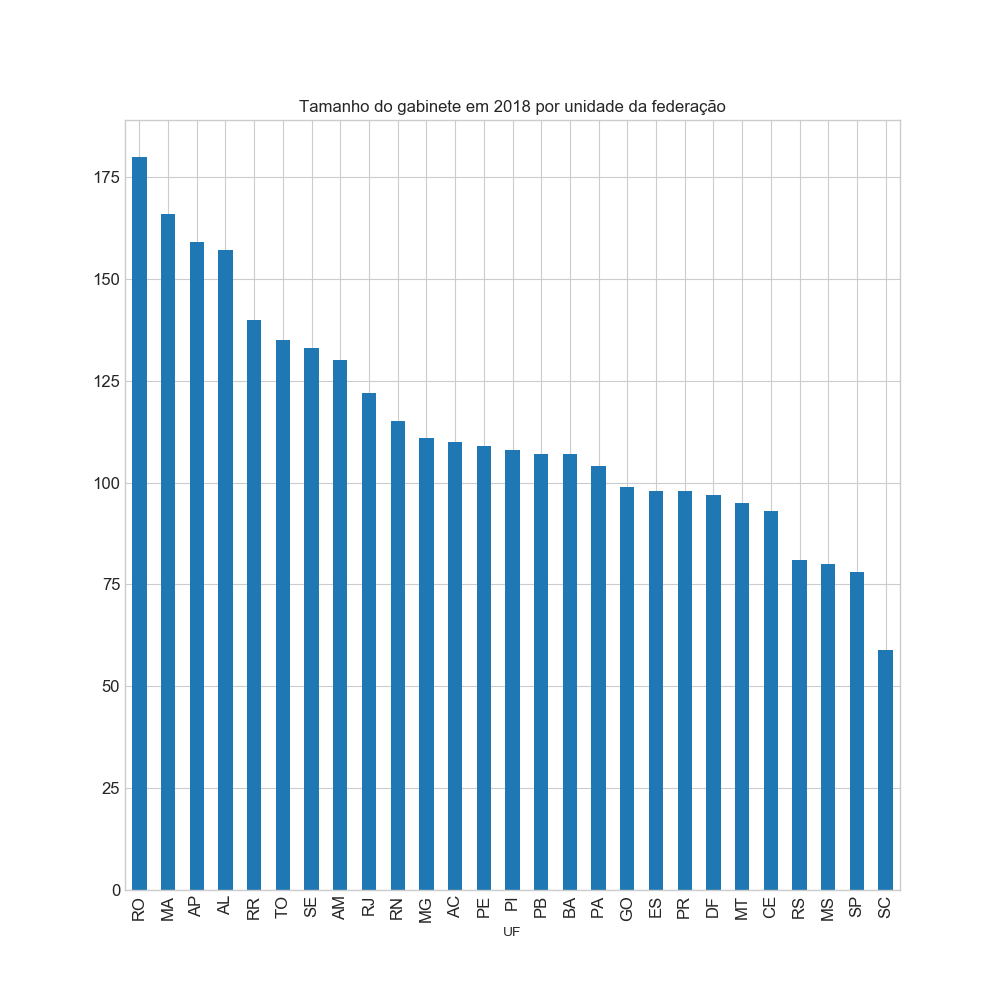 Tamanho do gabinete em 2018 por unidade da federação
175
150
125
100
75
50
25
0
RO MA AP AL RR TO SE AM RJ RN MG AC PE PI PB BA PA GO ES PR DF MT CE RS MS SP SC
UF